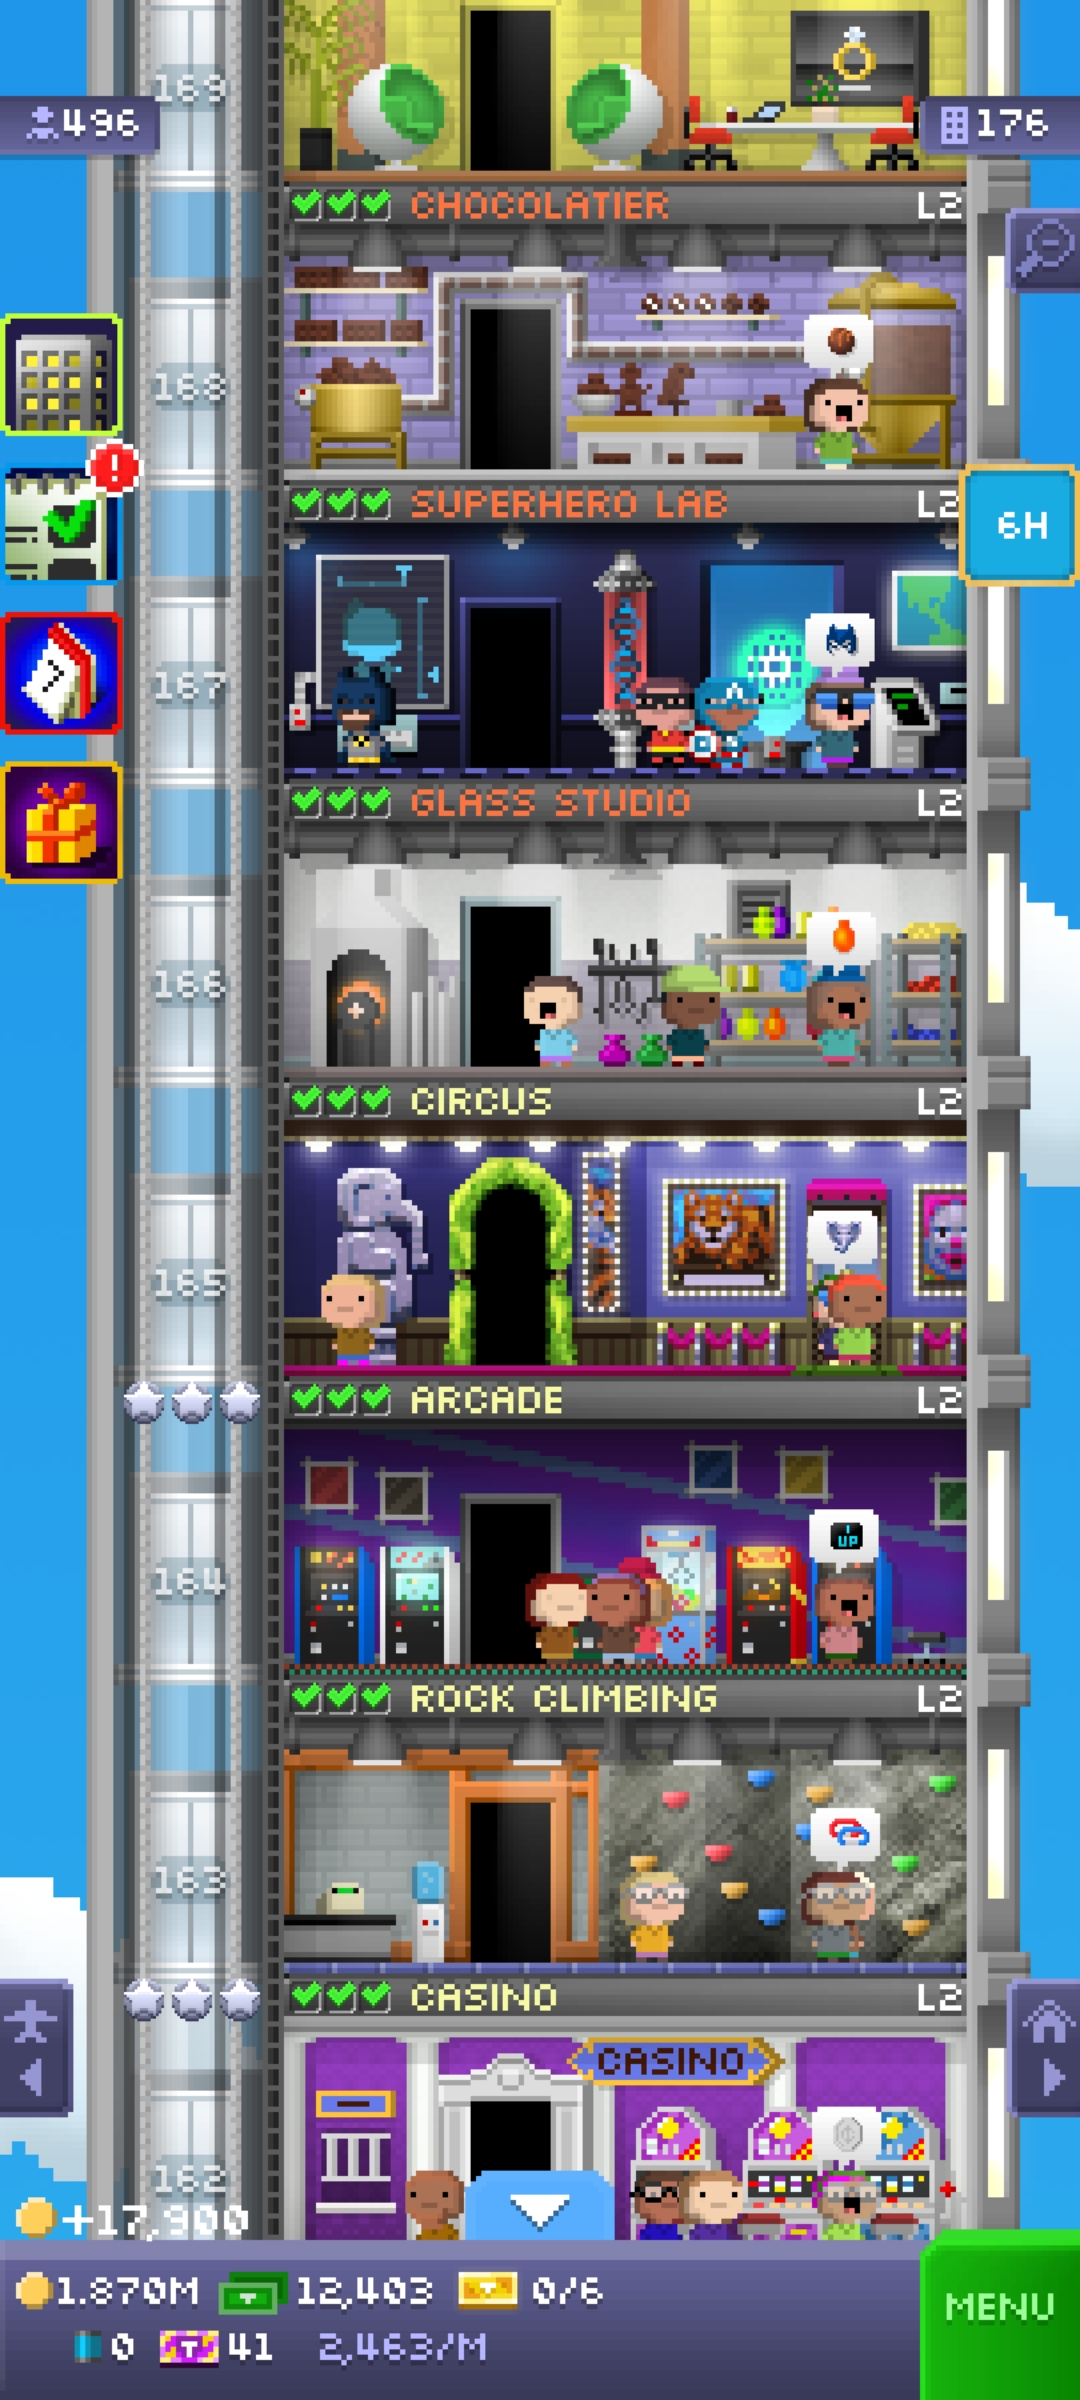 169
496
176
CHOCOLATIER L2
168
SUPERHERO LAB L2
6H
167
GLASS STUDIO L2
166
CIRCUS L2
165
ARCADE L2
1UP
164
ROCK CLIMBING L2
163
CASINO L2
CASINO
162
+17,900
1.870M 12,403 0/6
MENU
0 41 2,463/M